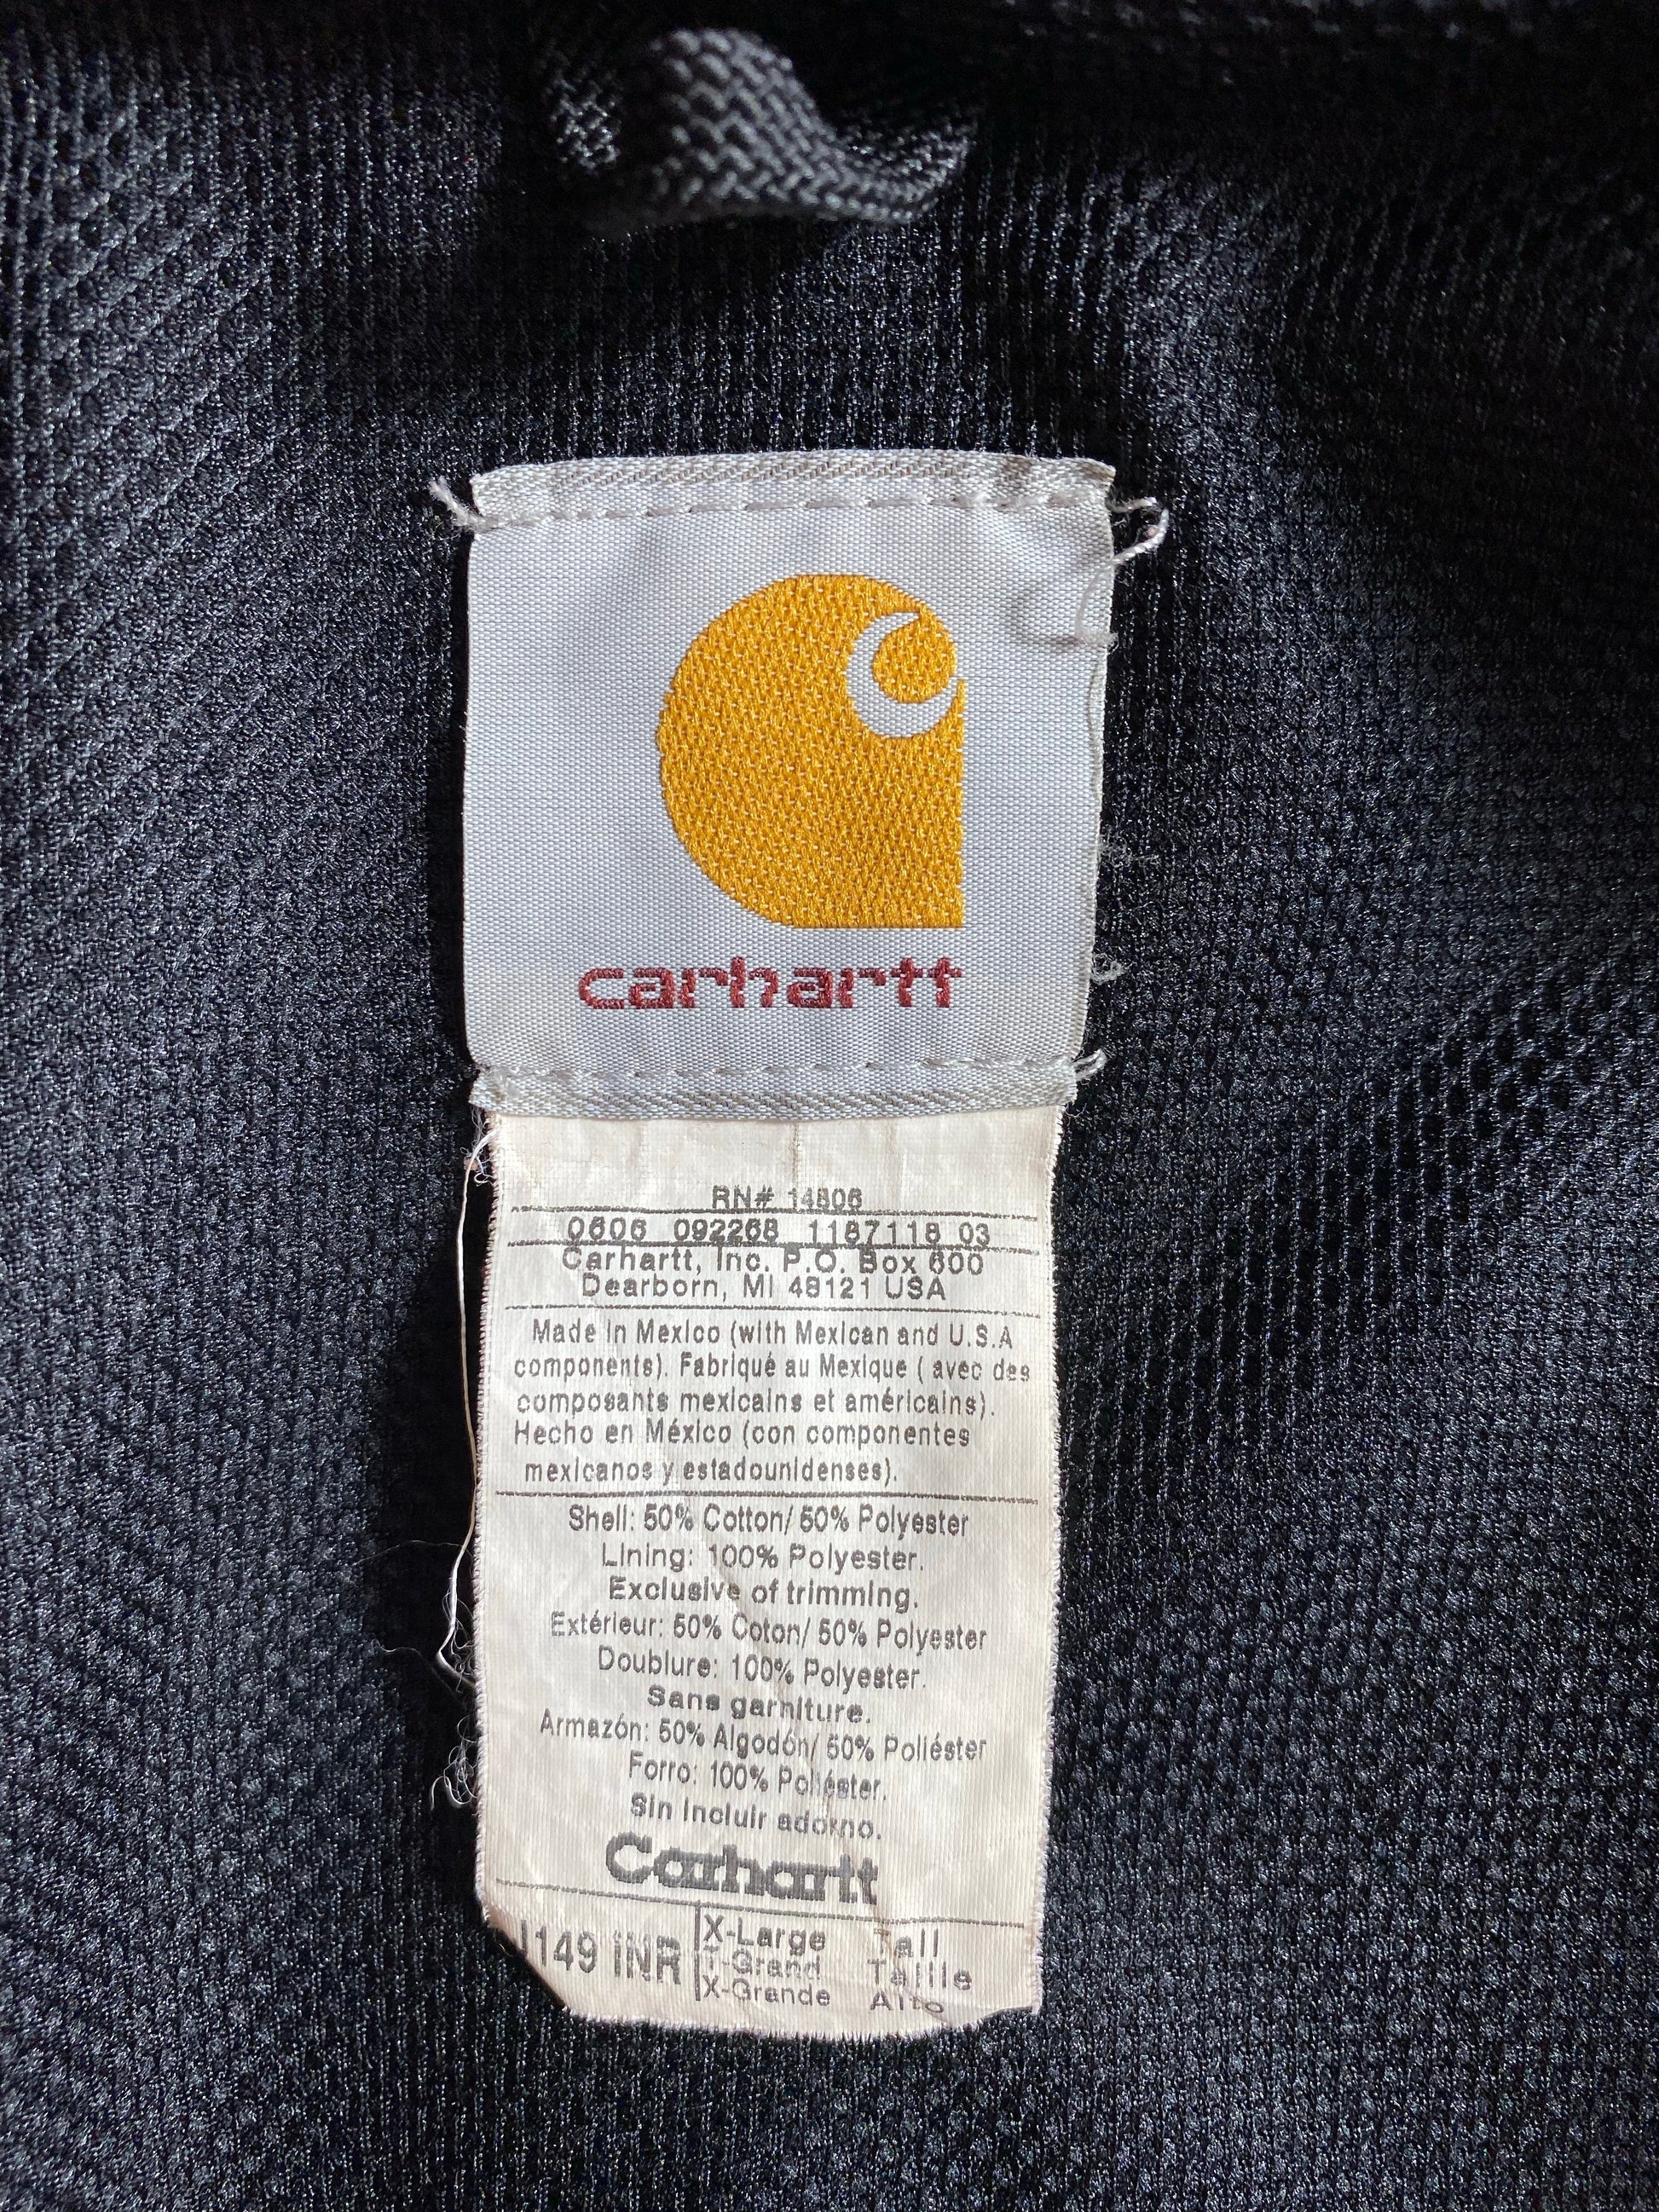 carhartt
RN# 14806
0606 092268 1187118 03
Carhartt, Inc. P.O. Box 600
Dearborn, MI 48121 USA
Made in Mexico (with Mexican and U.S.A
components). Fabriqué au Mexique ( avec des
composants mexicains et américains).
Hecho en México (con componentes
mexicanos y estadounidenses).
Shell: 50% Cotton/ 50% Polyester
Lining: 100% Polyester.
Exclusive of trimming.
Extérieur: 50% Coton/ 50% Polyester
Doublure: 100% Polyester.
Sans garniture.
Armazón: 50% Algodón/ 50% Poliéster
Forro: 100% Poliéster.
Sin incluir adorno.
Carhartt
J149 INR
X-Large Tall
T-Grand Taille
X-Grande Alto